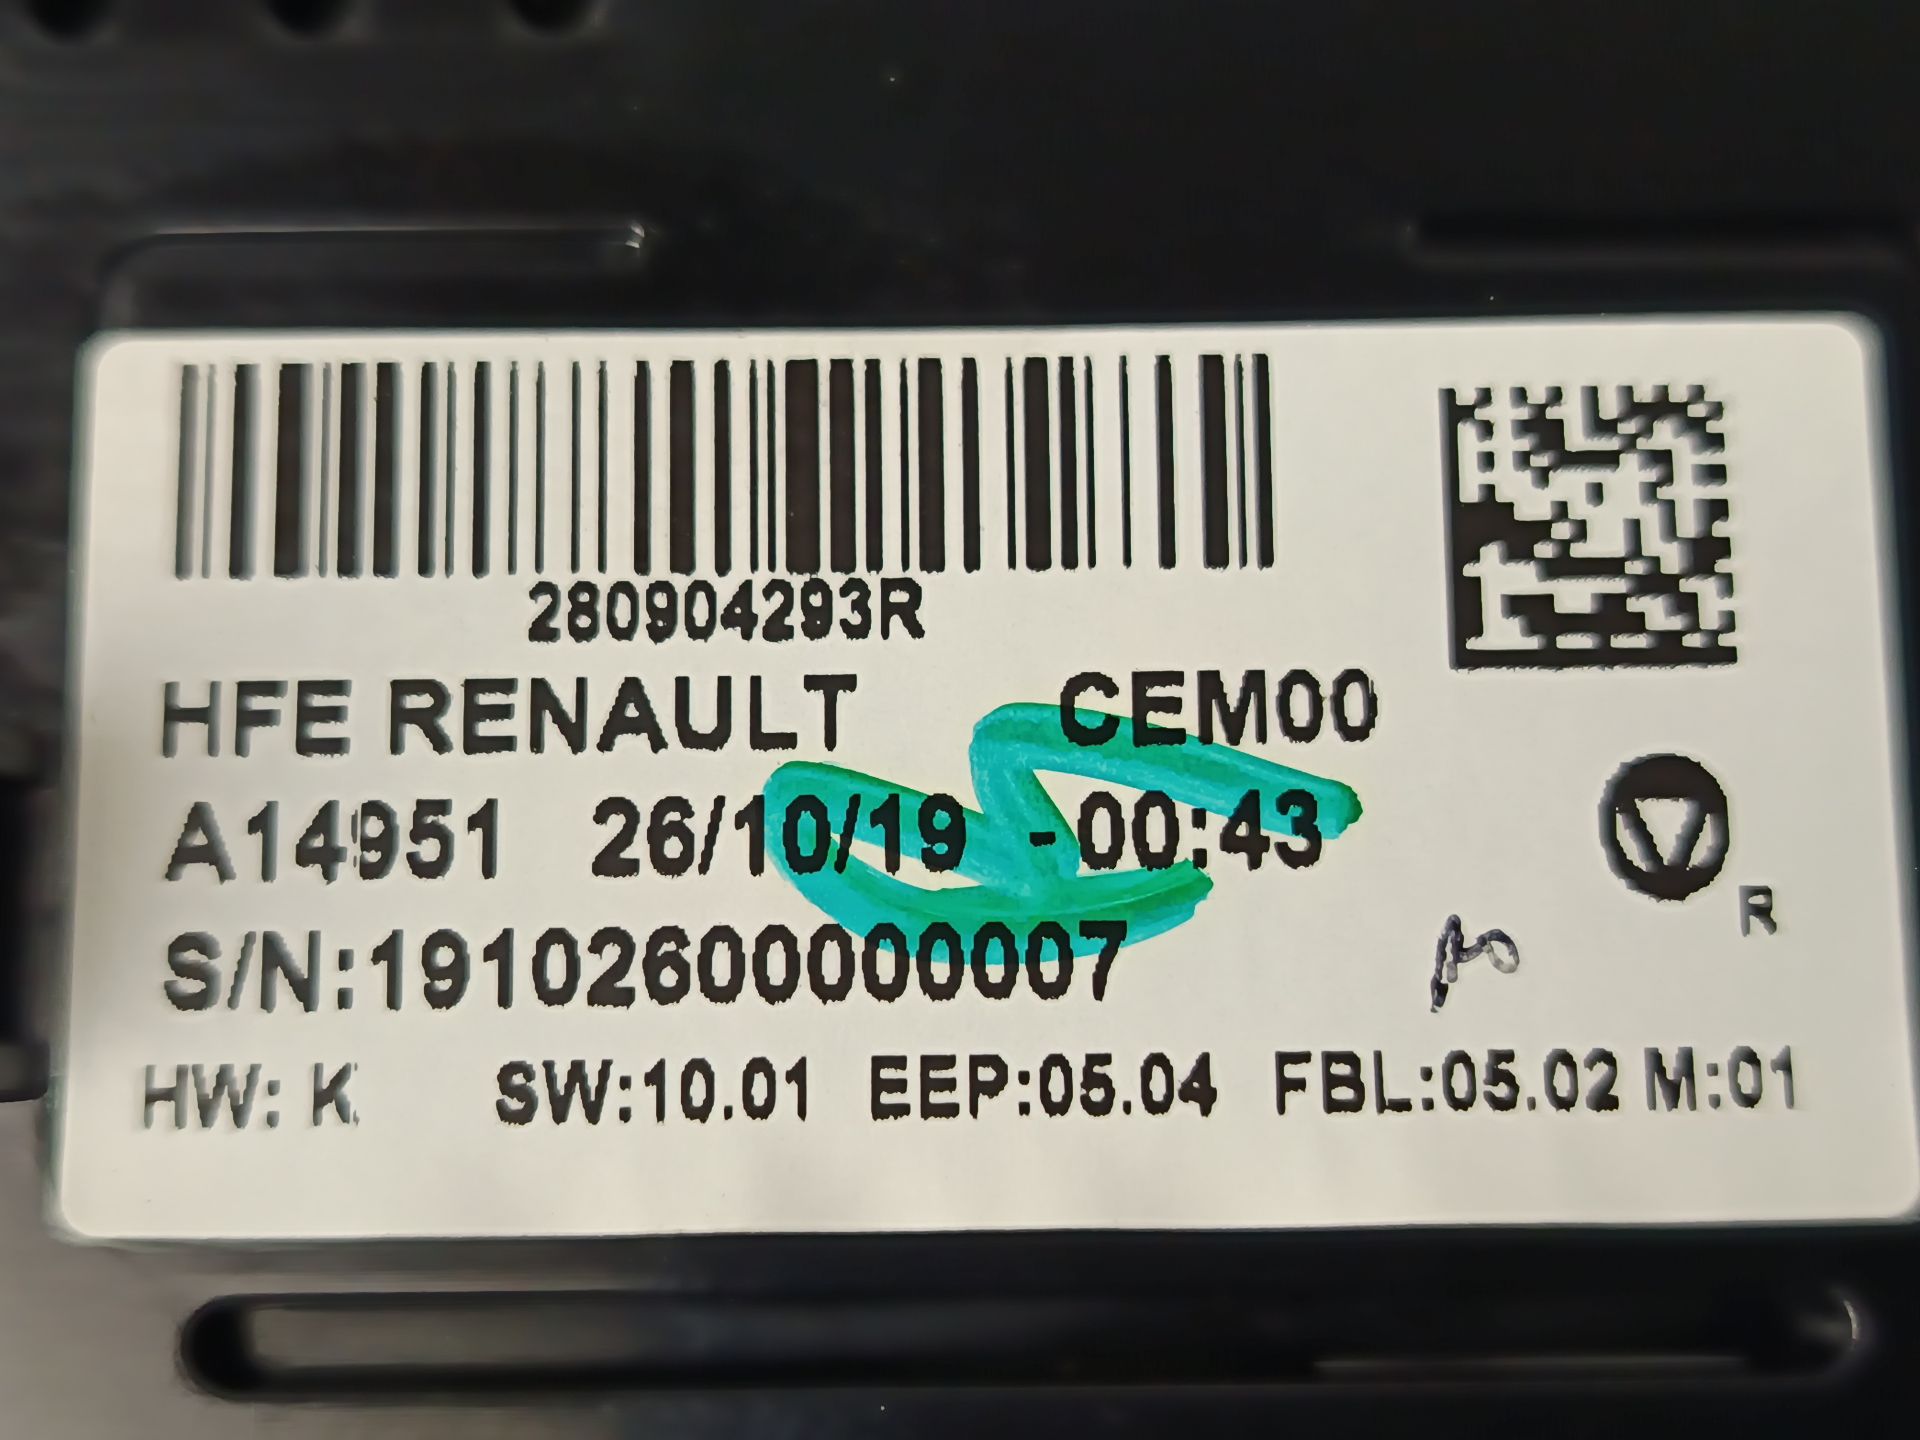 280904293R
HFE RENAULT CEM00
A14951 26/10/19 -00:43
R
S/N:19102600000007
HW: K SW:10.01 EEP:05.04 FBL:05.02 M:01